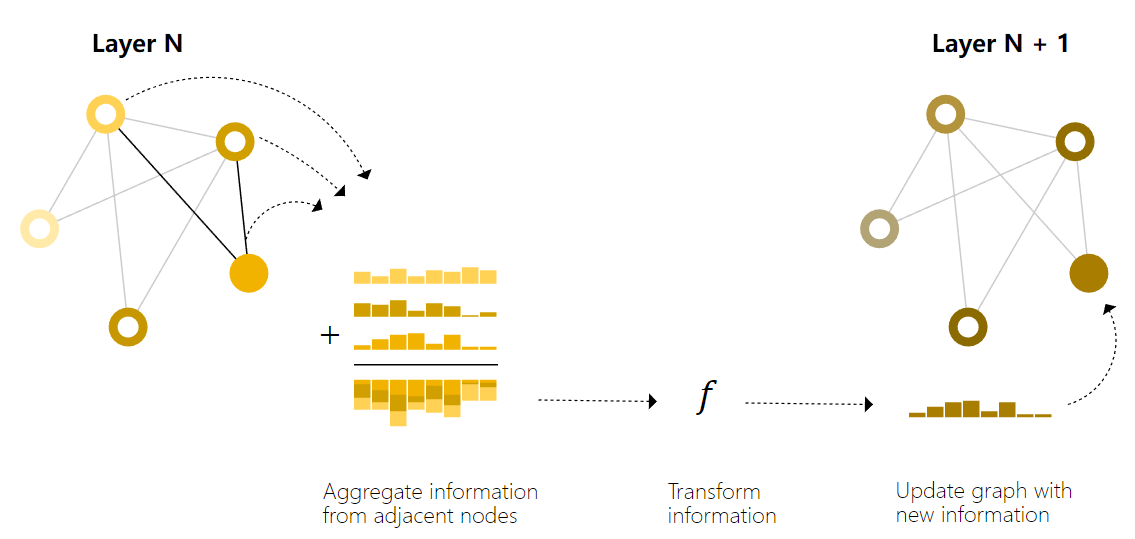 Layer N
Layer N + 1
+
f
Aggregate information
from adjacent nodes
Transform
information
Update graph with
new information